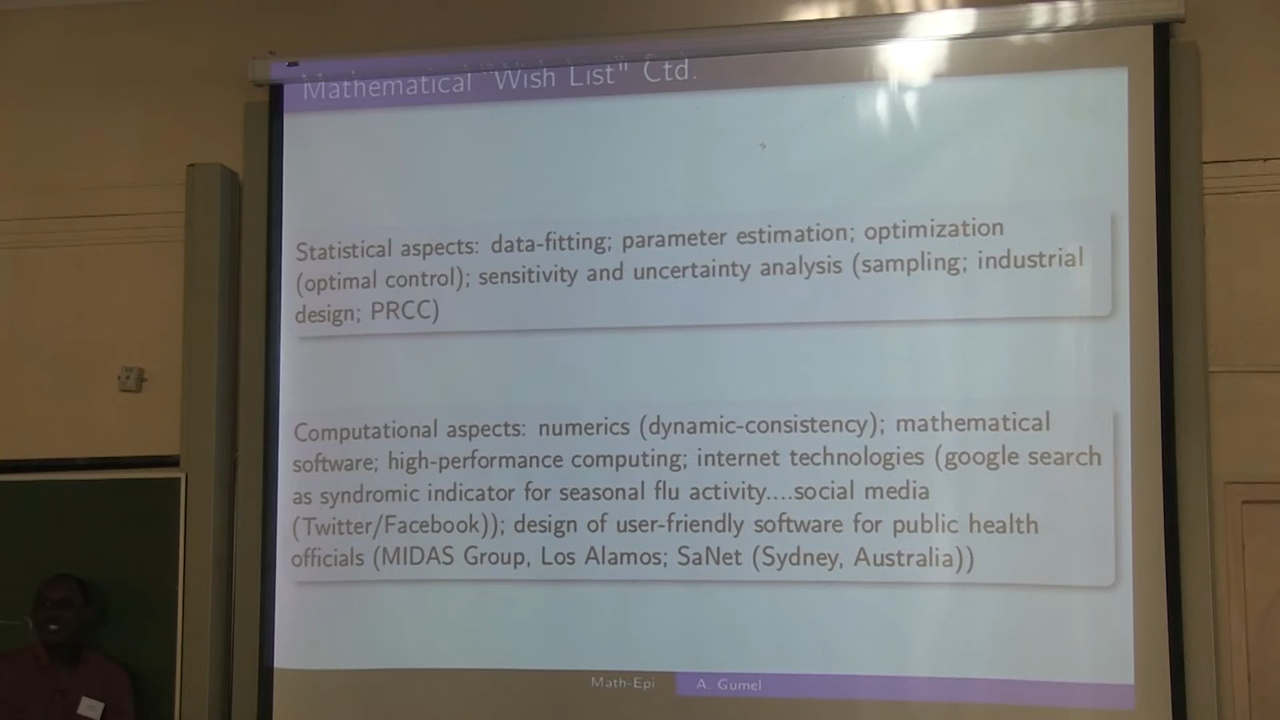 Mathematical "Wish List" Ctd.
Statistical aspects: data-fitting; parameter estimation; optimization
(optimal control); sensitivity and uncertainty analysis (sampling; industrial
design; PRCC)
Computational aspects: numerics (dynamic-consistency); mathematical
software; high-performance computing; internet technologies (google search
as syndromic indicator for seasonal flu activity....social media
(Twitter/Facebook)); design of user-friendly software for public health
officials (MIDAS Group, Los Alamos; SaNet (Sydney, Australia))
Math-Epi A. Gumel